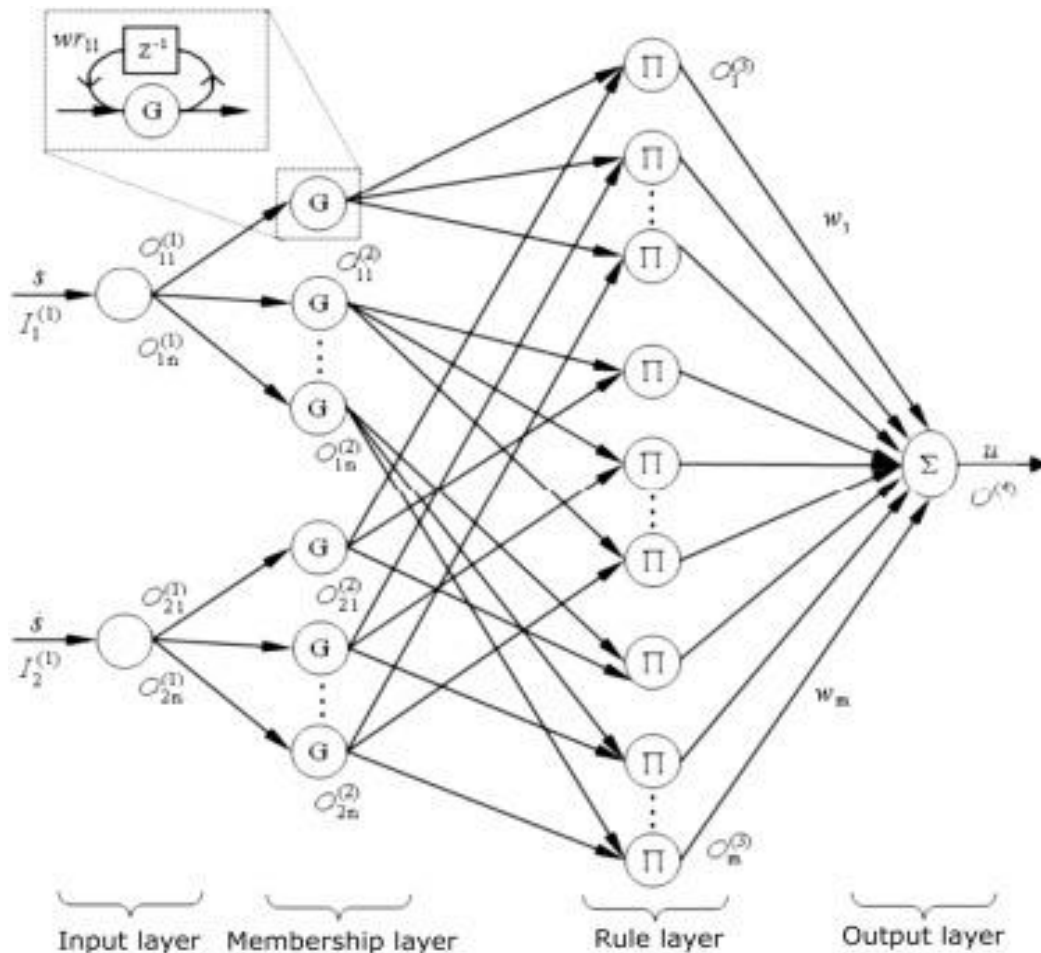 wr₁₁
Z⁻¹
G
Π
O₁⁽³⁾
Π
G
Π
w₁
O₁₁⁽¹⁾
O₁₁⁽²⁾
s
I₁⁽¹⁾
G
O₁ₙ⁽¹⁾
Π
G
O₁ₙ⁽²⁾
Π
Σ
u
O⁽⁴⁾
G
Π
O₂₁⁽¹⁾
O₂₁⁽²⁾
ṡ
I₂⁽¹⁾
G
Π
O₂ₙ⁽¹⁾
wₘ
G
Π
O₂ₙ⁽²⁾
Π
Oₘ⁽³⁾
Input layer
Membership layer
Rule layer
Output layer